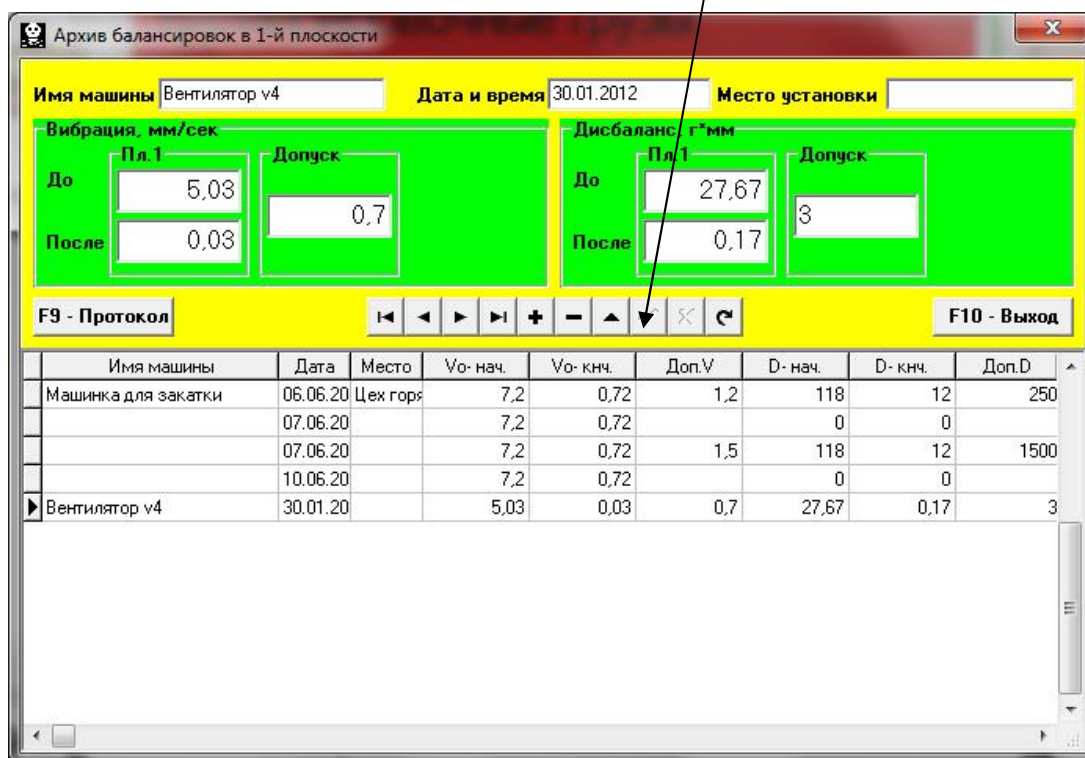 Архив балансировок в 1-й плоскости
Имя машины Вентилятор v4 Дата и время 30.01.2012 Место установки
Вибрация, мм/сек Дисбаланс, г*мм
Пл.1 Допуск Пл.1 Допуск
До 5,03 0,7 До 27,67 3
После 0,03 После 0,17
F9 - Протокол F10 - Выход
Имя машины Дата Место Vo- нач. Vo- кнч. Доп.V D- нач. D- кнч. Доп.D
Машинка для закатки 06.06.20 Цех горя 7,2 0,72 1,2 118 12 250
07.06.20 7,2 0,72 0 0
07.06.20 7,2 0,72 1,5 118 12 1500
10.06.20 7,2 0,72 0 0
Вентилятор v4 30.01.20 5,03 0,03 0,7 27,67 0,17 3